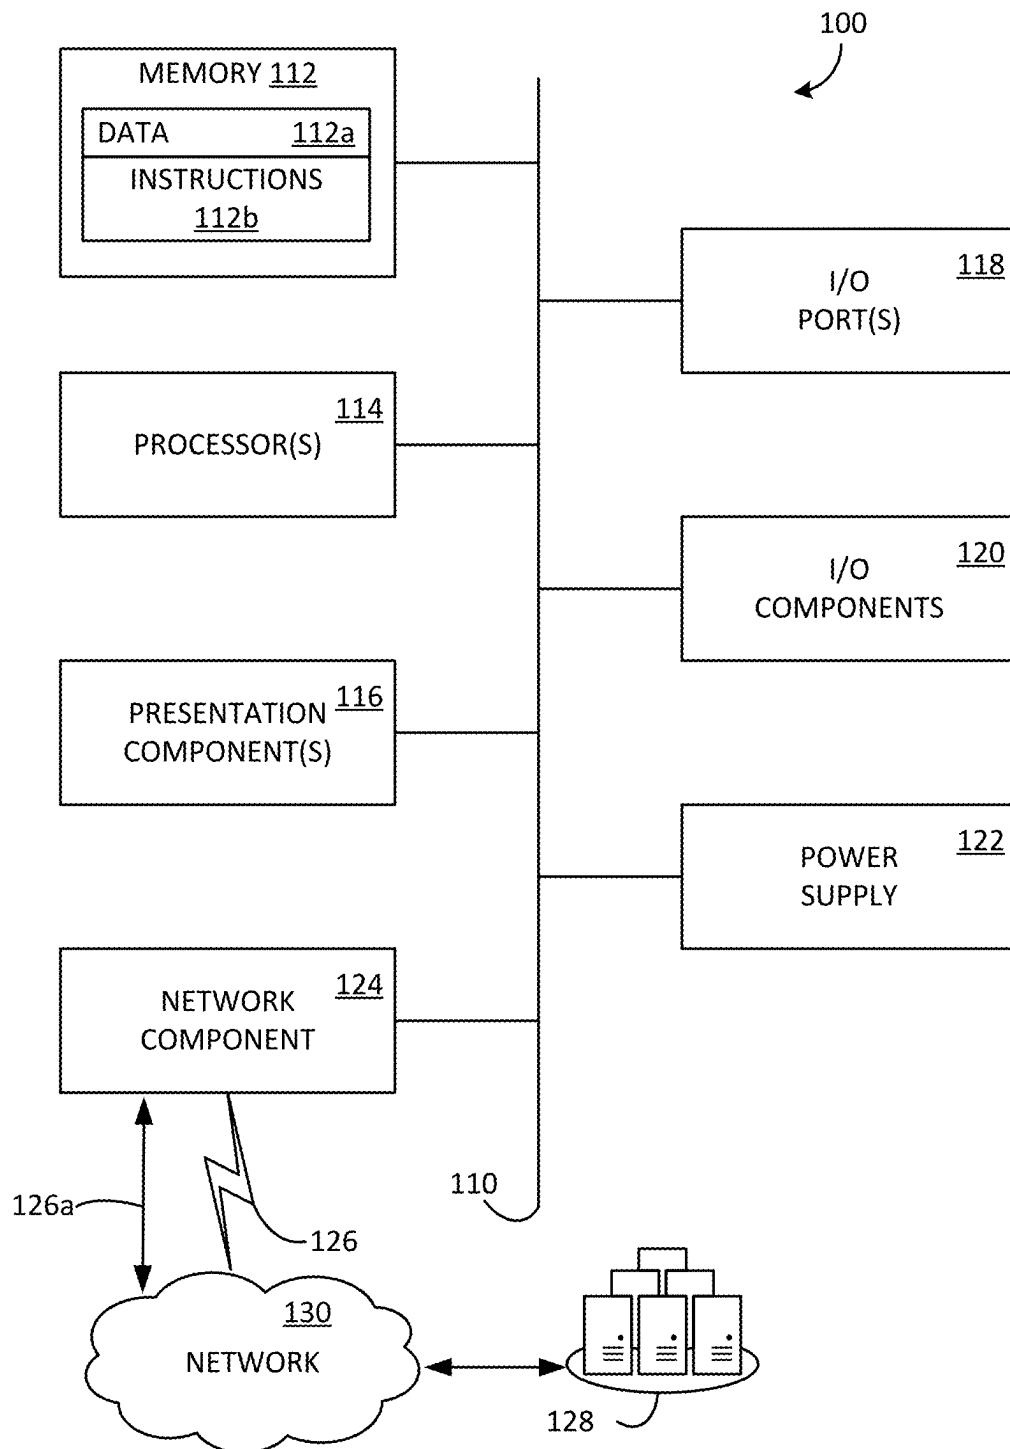 100
MEMORY 112
DATA 112a
INSTRUCTIONS
112b
118
I/O
PORT(S)
114
PROCESSOR(S)
120
I/O
COMPONENTS
116
PRESENTATION
COMPONENT(S)
122
POWER
SUPPLY
124
NETWORK
COMPONENT
110
126a
126
130
NETWORK
128